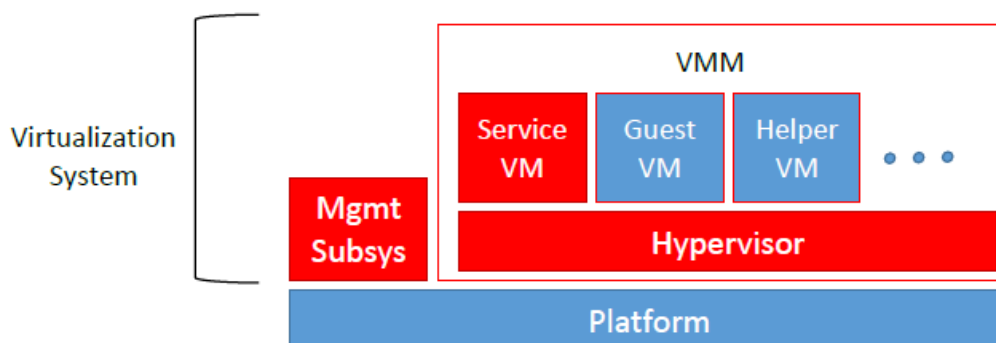 VMM
Virtualization
System
Service
VM
Guest
VM
Helper
VM
Mgmt
Subsys
Hypervisor
Platform